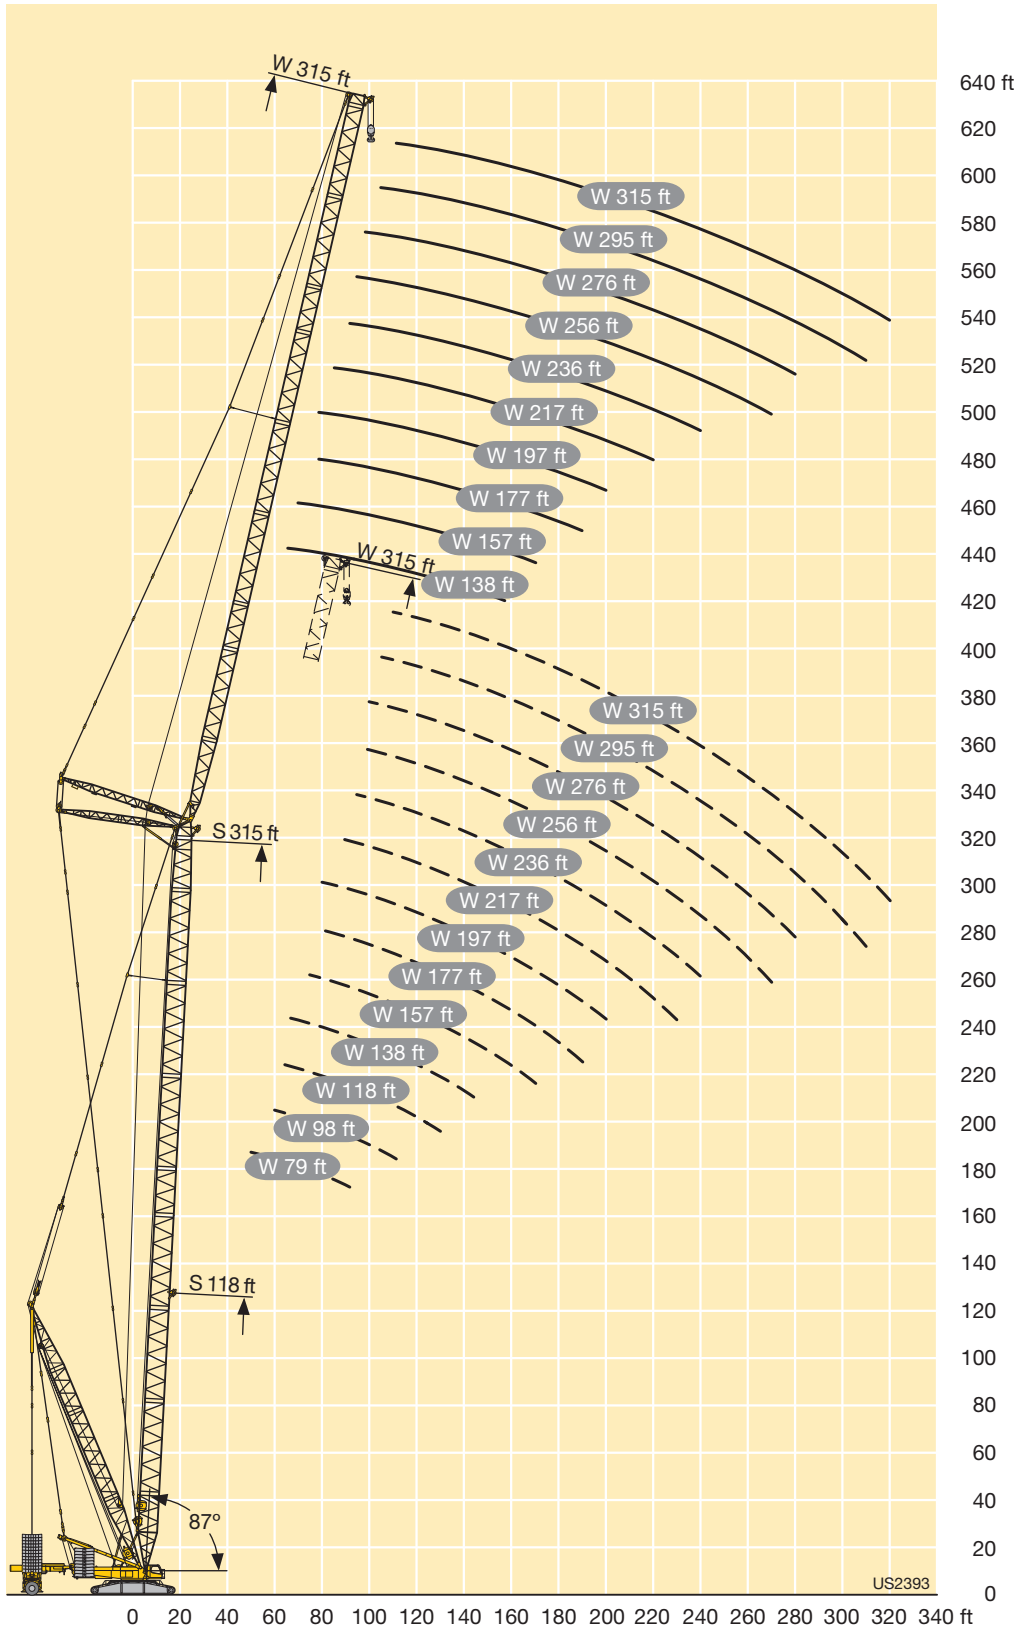 W 315 ft
640 ft
620
600
W 315 ft
580
W 295 ft
560
W 276 ft
540
W 256 ft
520
W 236 ft
500
W 217 ft
480
W 197 ft
460
W 177 ft
440
W 157 ft
W 315 ft
W 138 ft
420
400
380
W 315 ft
360
W 295 ft
340
W 276 ft
320
S 315 ft
W 256 ft
300
W 236 ft
280
W 217 ft
260
W 197 ft
240
W 177 ft
220
W 157 ft
200
W 138 ft
180
W 118 ft
160
W 98 ft
140
W 79 ft
120
S 118 ft
100
80
60
40
87º
20
US2393
0
0 20 40 60 80 100 120 140 160 180 200 220 240 260 280 300 320 340 ft